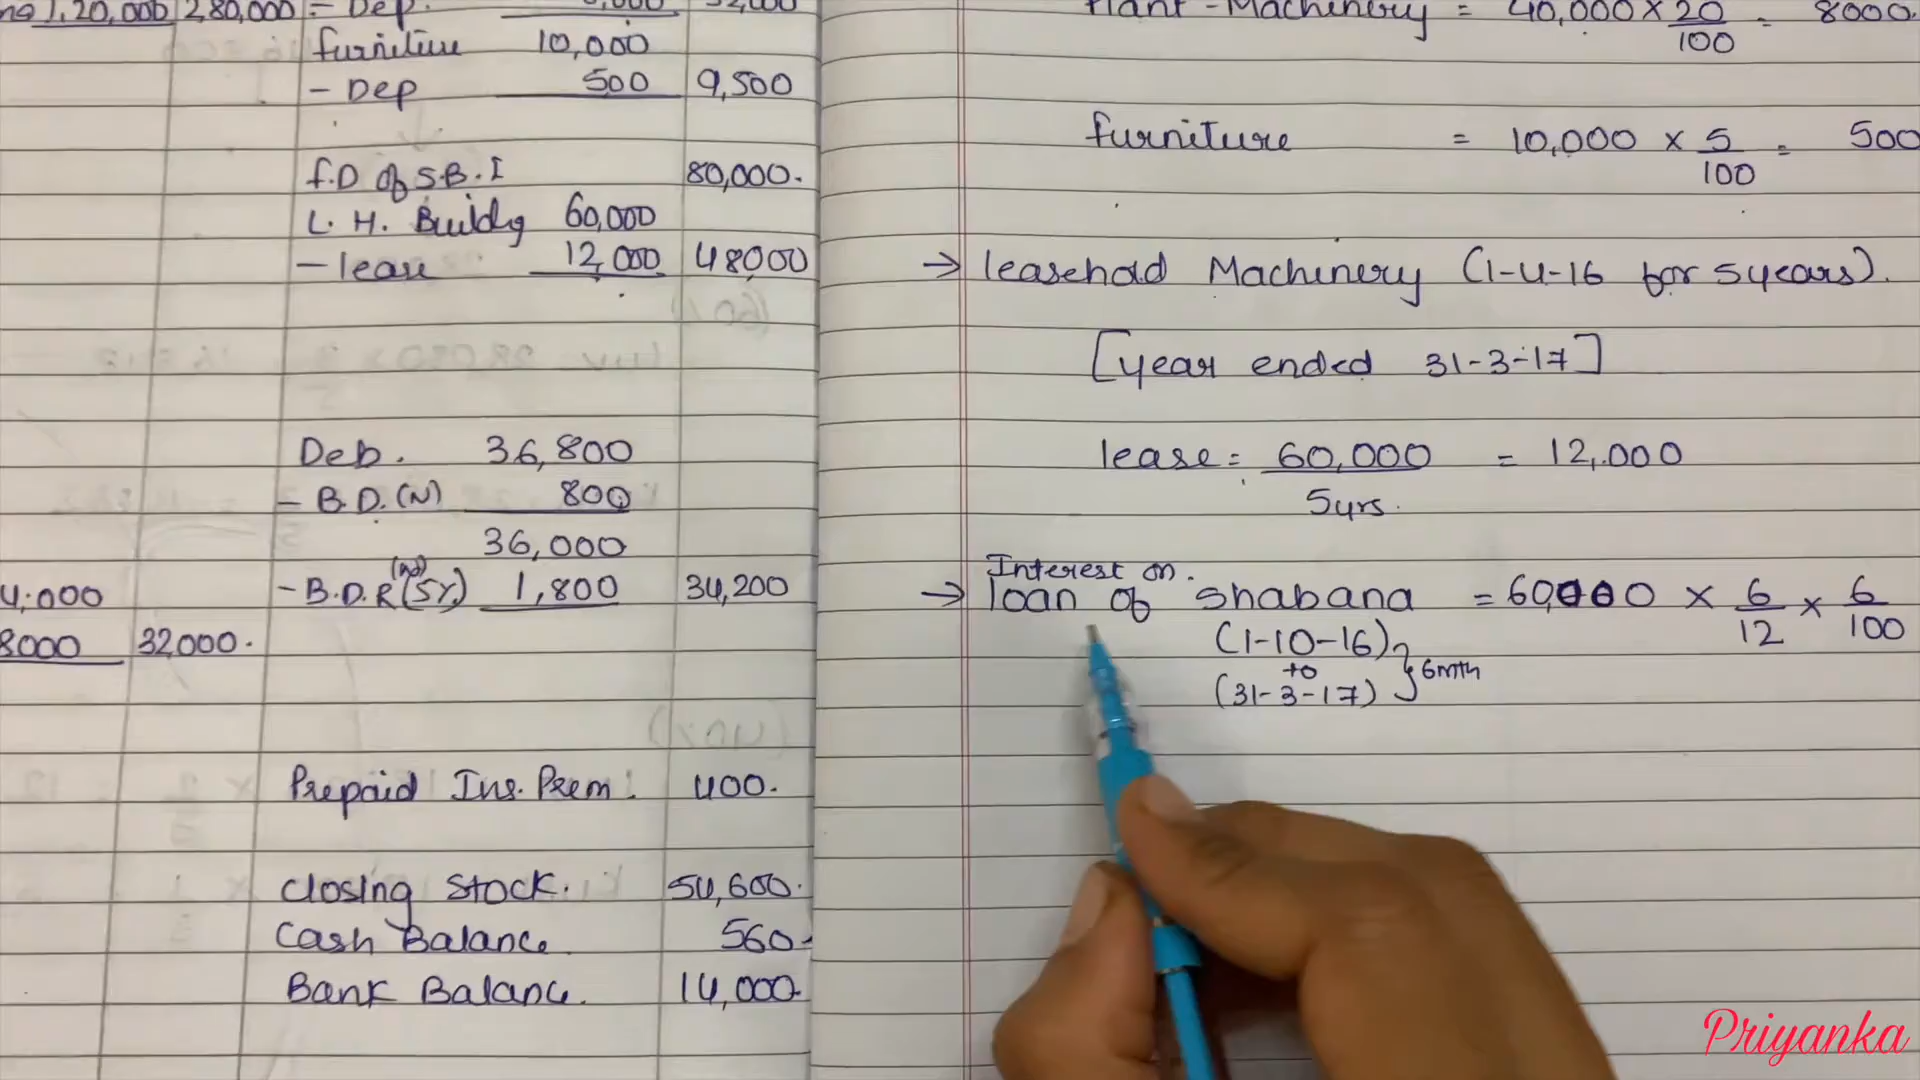 1,20,000 280,000 - Dep.
furniture 10,000
- Dep 500 9,500
f.D of S.B.I 80,000.
L. H. Buildg 60,000
- lease 12,000 48000
Deb. 36,800
- B.D.(N) 800
36,000
4,000 - B.D.R (N) (5%) 1,800 34,200
8000 32000.
Prepaid Ins. Prem. 400.
Closing Stock. 54,600.
Cash Balance 560.
Bank Balance. 14,000
Plant - Machinery = 40,000 × 20/100 = 8000.
furniture = 10,000 × 5/100 = 500
→ leasehold Machinery (1-4-16 for 5 years).
[year ended 31-3-17]
lease = 60,000/5yrs. = 12,000
Interest on.
→ loan of Shabana = 60,000 × 6/12 × 6/100
(1-10-16)
to } 6mth
(31-3-17)
Priyanka